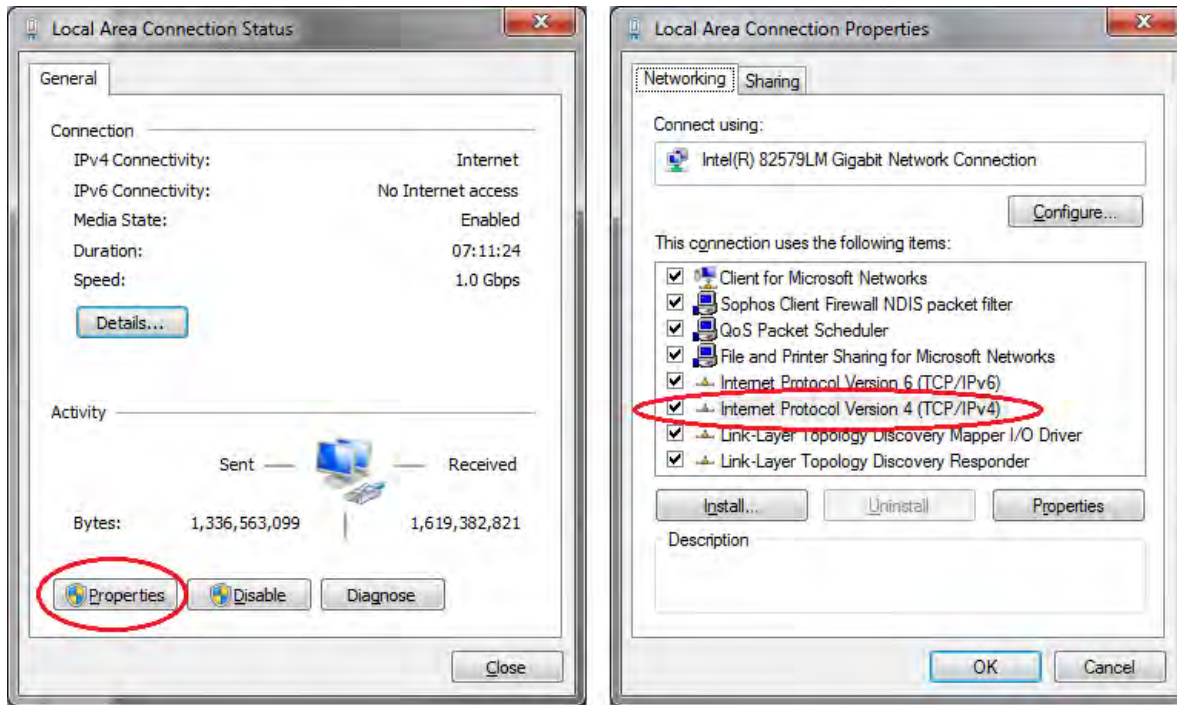 Local Area Connection Status
General
Connection
IPv4 Connectivity: Internet
IPv6 Connectivity: No Internet access
Media State: Enabled
Duration: 07:11:24
Speed: 1.0 Gbps
Details...
Activity
Sent Received
Bytes: 1,336,563,099 1,619,382,821
Properties Disable Diagnose
Close
Local Area Connection Properties
Networking Sharing
Connect using:
Intel(R) 82579LM Gigabit Network Connection
Configure...
This connection uses the following items:
Client for Microsoft Networks
Sophos Client Firewall NDIS packet filter
QoS Packet Scheduler
File and Printer Sharing for Microsoft Networks
Internet Protocol Version 6 (TCP/IPv6)
Internet Protocol Version 4 (TCP/IPv4)
Link-Layer Topology Discovery Mapper I/O Driver
Link-Layer Topology Discovery Responder
Install... Uninstall Properties
Description
OK Cancel